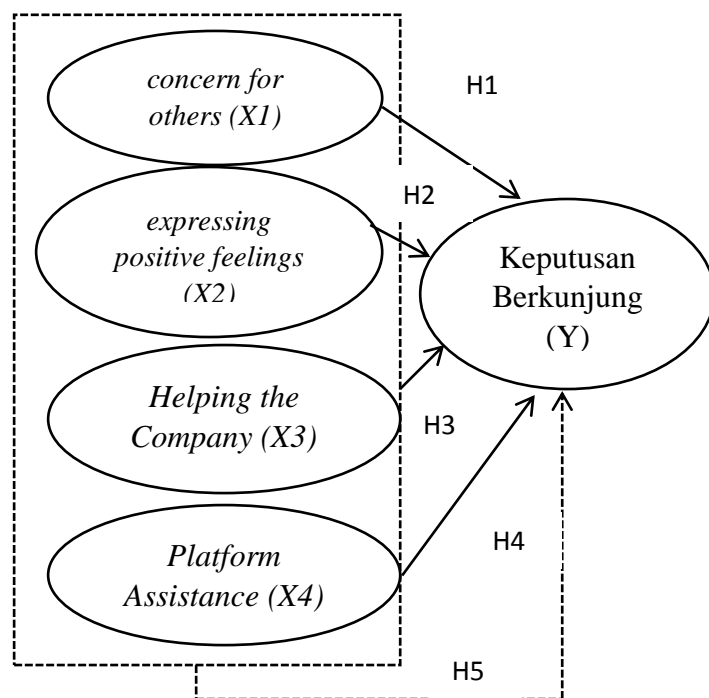 concern for
others (X1)
H1
expressing
positive feelings
(X2)
H2
Keputusan
Berkunjung
(Y)
Helping the
Company (X3)
H3
Platform
Assistance (X4)
H4
H5